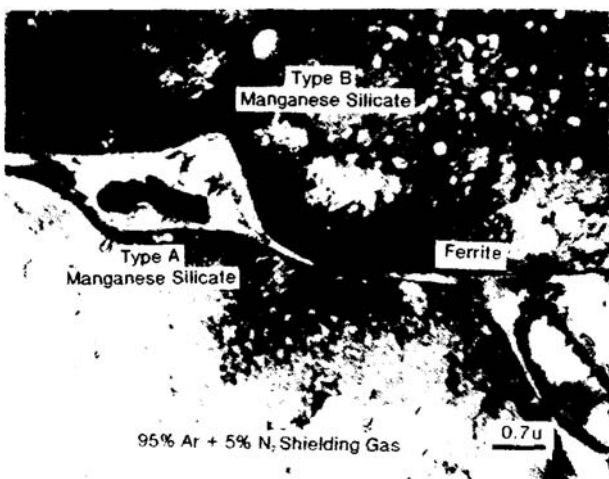 Type B
Manganese Silicate
Type A
Manganese Silicate
Ferrite
95% Ar + 5% N₂ Shielding Gas
0.7u